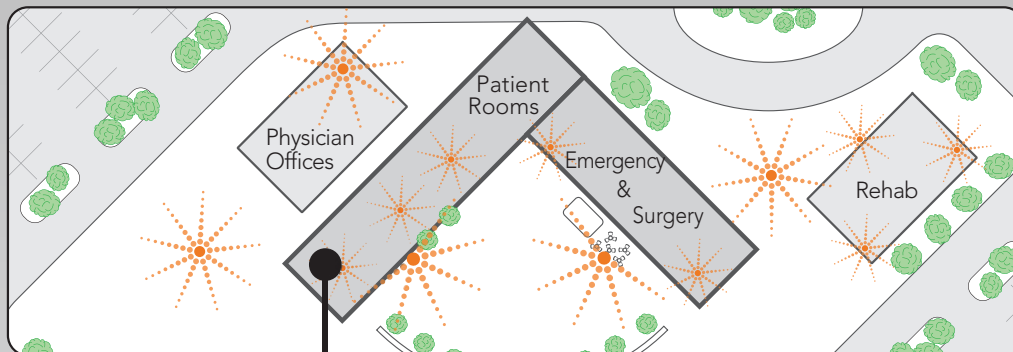 Patient
Rooms
Physician
Offices
Emergency
&
Surgery
Rehab